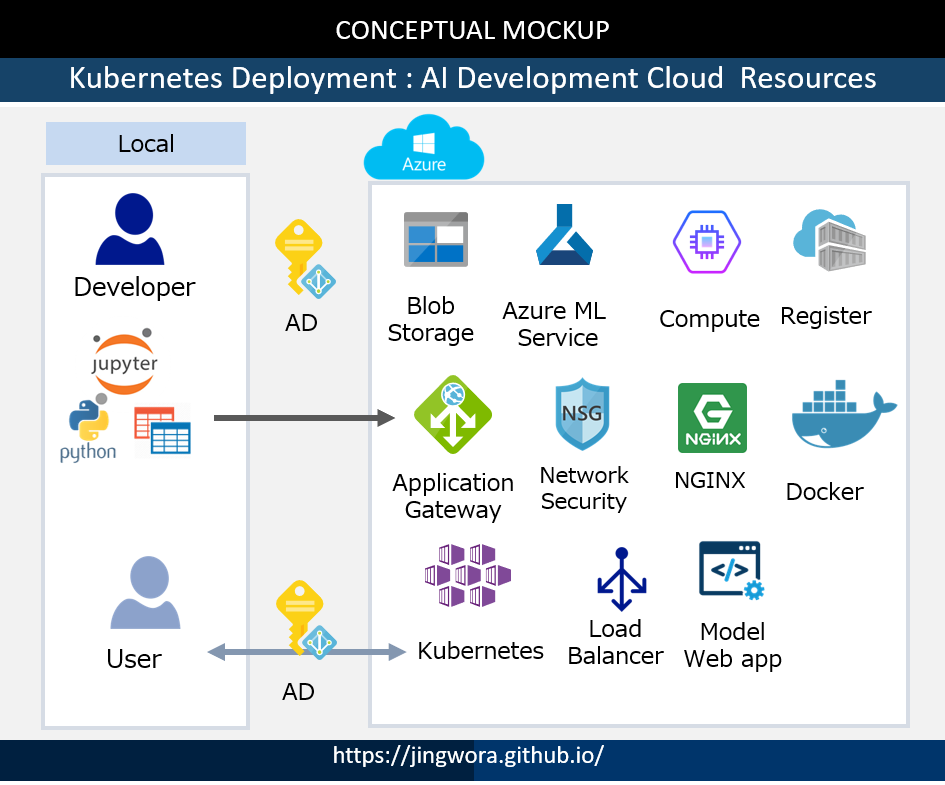 CONCEPTUAL MOCKUP
Kubernetes Deployment : AI Development Cloud Resources
Local
Azure
Developer
AD
jupyter
python
User
AD
Blob
Storage
Azure ML
Service
Compute
Register
Application
Gateway
NSG
Network
Security
NGINX
NGINX
Docker
Kubernetes
Load
Balancer
</>
Model
Web app
https://jingwora.github.io/